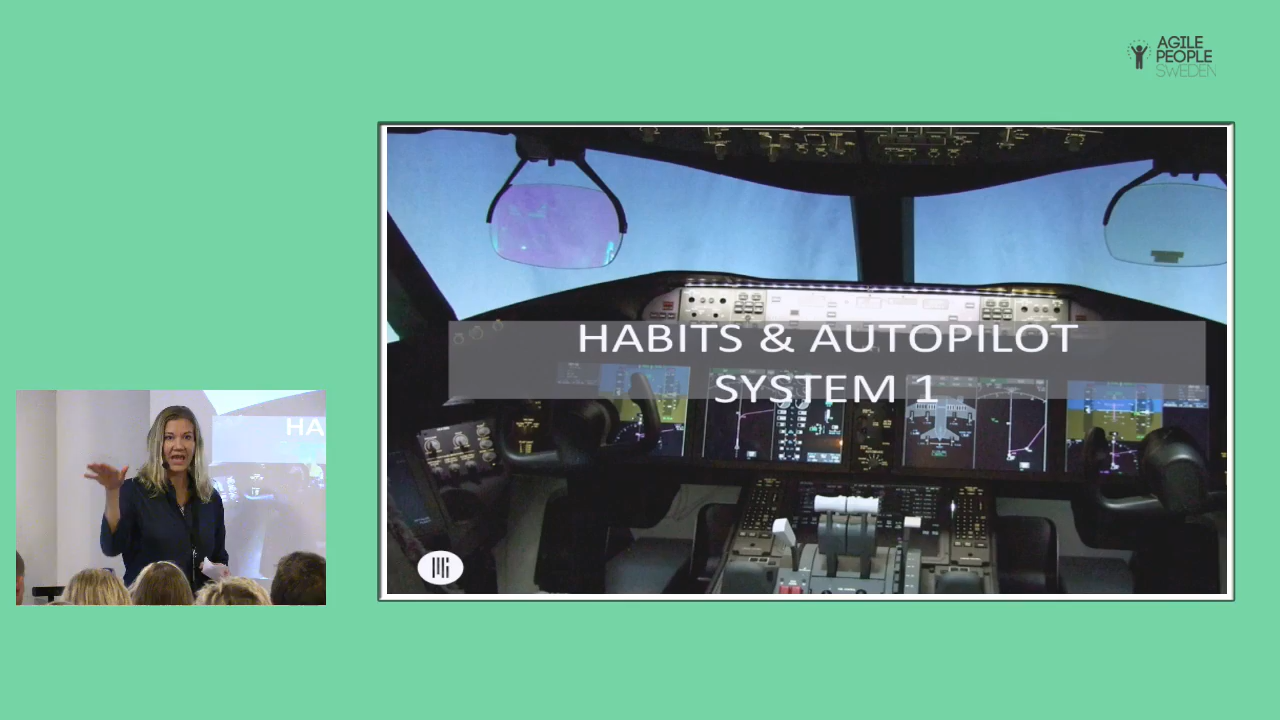 AGILE
PEOPLE
SWEDEN
HABITS & AUTOPILOT
SYSTEM 1
HA